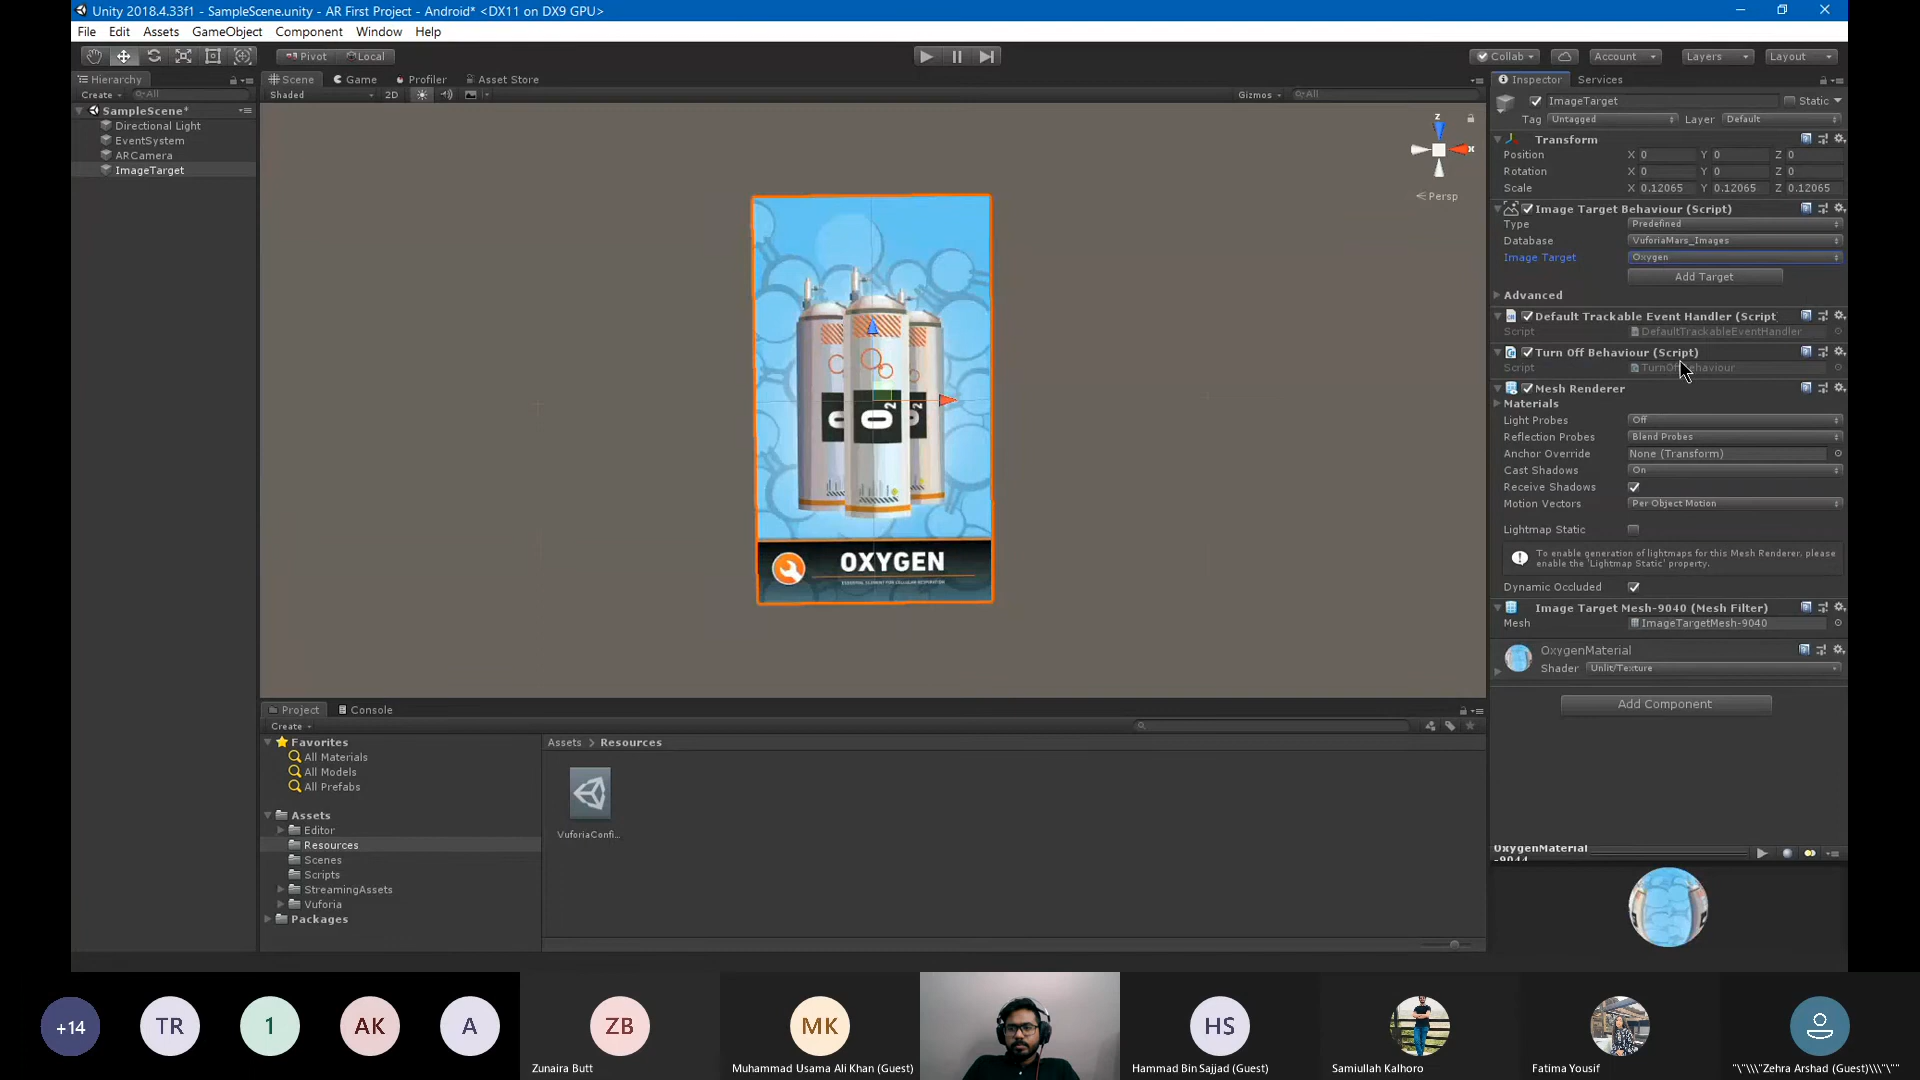 Unity 2018.4.33f1 - SampleScene.unity - AR First Project - Android* <DX11 on DX9 GPU>
File Edit Assets GameObject Component Window Help
Pivot Local
Collab Account Layers Layout
Hierarchy
Create All
SampleScene*
Directional Light
EventSystem
ARCamera
ImageTarget
Scene Game Profiler Asset Store
Shaded 2D Gizmos All
z
x
Persp
O2
OXYGEN
ESSENTIAL ELEMENT FOR CELLULAR RESPIRATION
Inspector Services
ImageTarget Static
Tag Untagged Layer Default
Transform
Position X 0 Y 0 Z 0
Rotation X 0 Y 0 Z 0
Scale X 0.12065 Y 0.12065 Z 0.12065
Image Target Behaviour (Script)
Type Predefined
Database VuforiaMars_Images
Image Target Oxygen
Add Target
Advanced
Default Trackable Event Handler (Script
Script DefaultTrackableEventHandler
Turn Off Behaviour (Script)
Script
Mesh Renderer
Materials
Light Probes Off
Reflection Probes Blend Probes
Anchor Override None (Transform)
Cast Shadows On
Receive Shadows
Motion Vectors Per Object Motion
Lightmap Static
To enable generation of lightmaps for this Mesh Renderer, please
enable the 'Lightmap Static' property.
Dynamic Occluded
Image Target Mesh-9040 (Mesh Filter)
Mesh ImageTargetMesh-9040
OxygenMaterial
Shader Unlit/Texture
Add Component
OxygenMaterial
-9044
Project Console
Create
Favorites
All Materials
All Models
All Prefabs
Assets
Editor
Resources
Scenes
Scripts
StreamingAssets
Vuforia
Packages
Assets > Resources
VuforiaConfi...
+14 TR 1 AK A ZB MK HS
Zunaira Butt
Muhammad Usama Ali Khan (Guest)
Hammad Bin Sajjad (Guest)
Samiullah Kalhoro
Fatima Yousif
"\"\\\"Zehra Arshad (Guest)\\\"\""